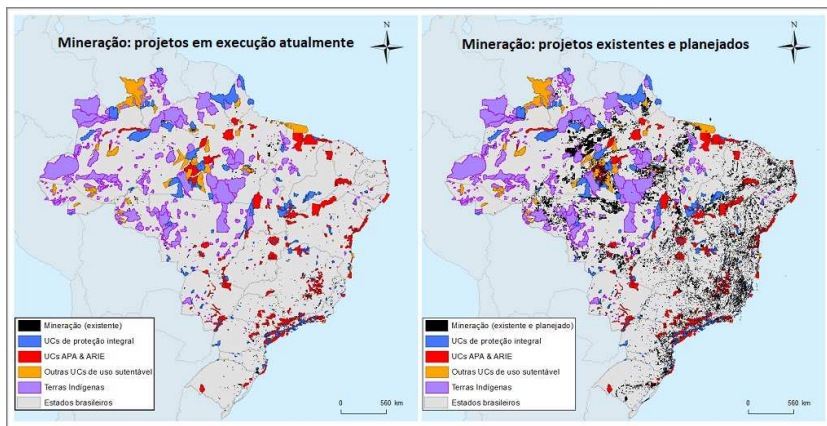 Mineração: projetos em execução atualmente
N
Mineração (existente)
UCs de proteção integral
UCs APA & ARIE
Outras UCs de uso sutentável
Terras Indígenas
Estados brasileiros
0 560 km
Mineração: projetos existentes e planejados
N
Mineração (existente e planejado)
UCs de proteção integral
UCs APA & ARIE
Outras UCs de uso sutentável
Terras Indígenas
Estados brasileiros
0 560 km